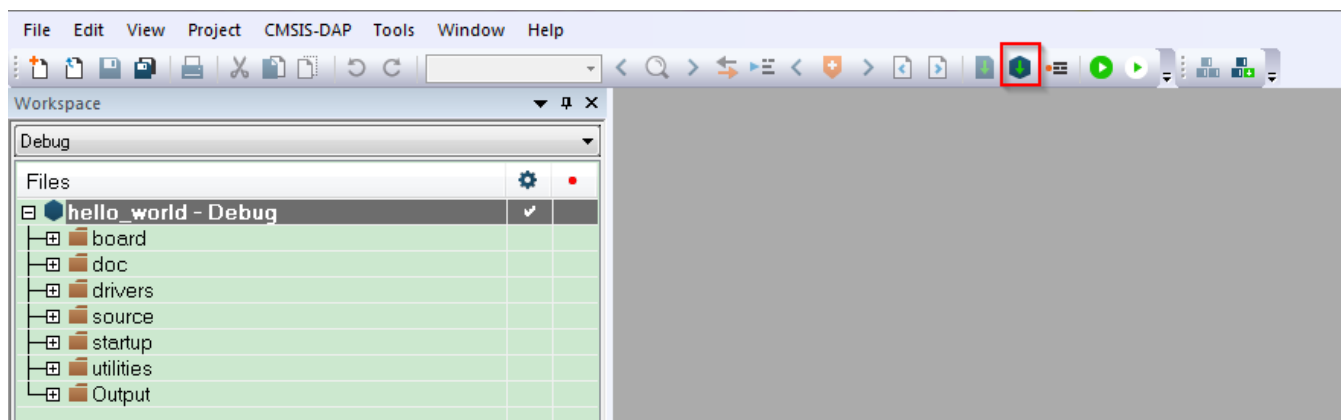 File Edit View Project CMSIS-DAP Tools Window Help
Workspace
Debug
Files
hello_world - Debug
board
doc
drivers
source
startup
utilities
Output